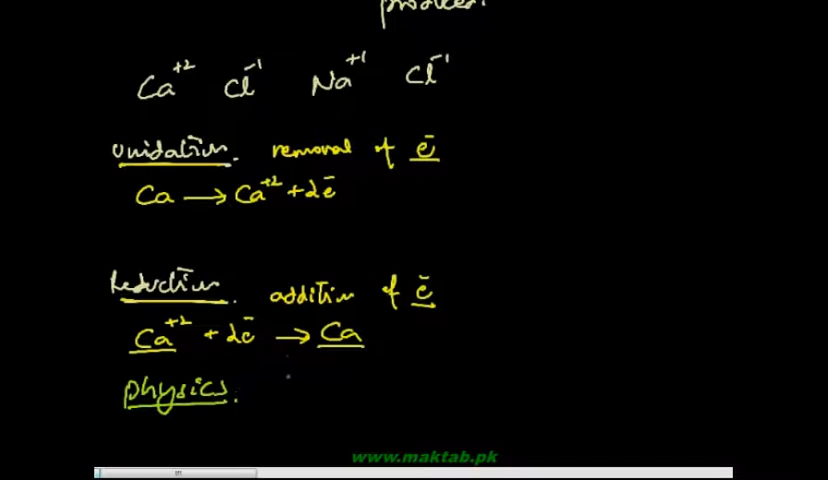 produced.
Ca⁺² Cl⁻¹ Na⁺¹ Cl⁻¹
Oxidation. removal of e⁻
Ca → Ca⁺² + 2e⁻
Reduction. addition of e⁻
Ca⁺² + 2e⁻ → Ca
physics.
www.maktab.pk